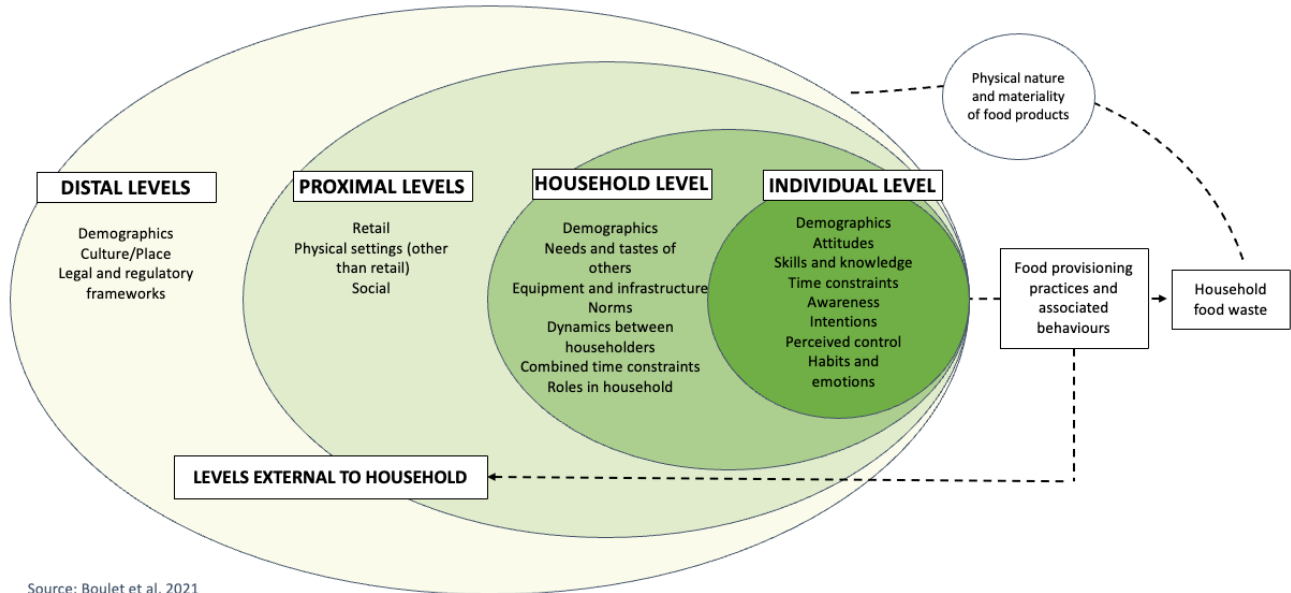 Physical nature
and materiality
of food products
DISTAL LEVELS
Demographics
Culture/Place
Legal and regulatory
frameworks
PROXIMAL LEVELS
Retail
Physical settings (other
than retail)
Social
HOUSEHOLD LEVEL
Demographics
Needs and tastes of
others
Equipment and infrastructure
Norms
Dynamics between
householders
Combined time constraints
Roles in household
INDIVIDUAL LEVEL
Demographics
Attitudes
Skills and knowledge
Time constraints
Awareness
Intentions
Perceived control
Habits and
emotions
Food provisioning
practices and
associated
behaviours
Household
food waste
LEVELS EXTERNAL TO HOUSEHOLD
Source: Boulet et al. 2021